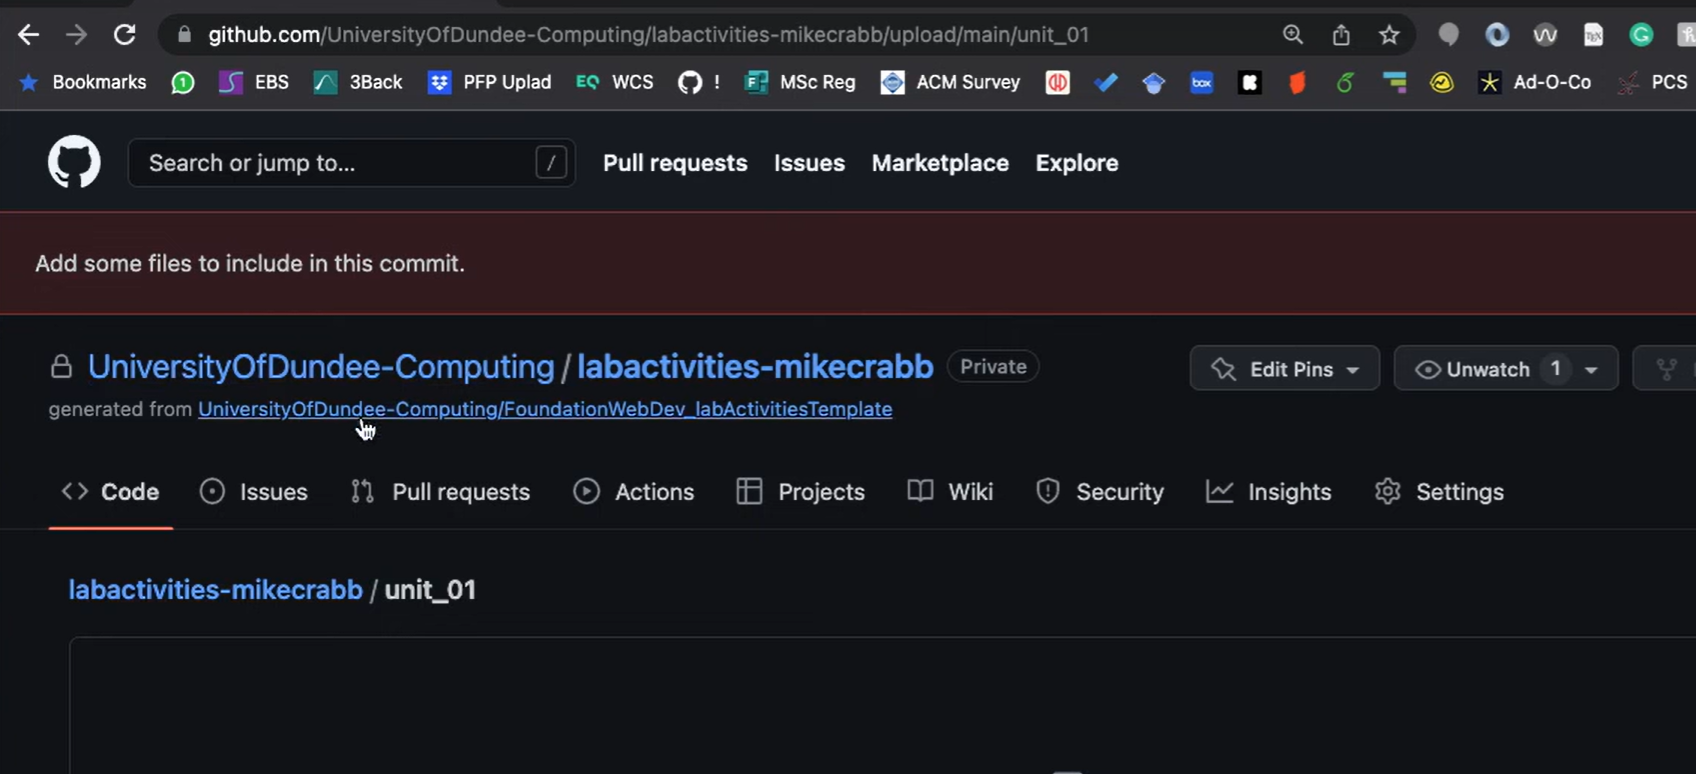 github.com/UniversityOfDundee-Computing/labactivities-mikecrabb/upload/main/unit_01
Bookmarks 1 EBS 3Back PFP Uplad EQ WCS ! MSc Reg ACM Survey box K Ad-O-Co PCS
Search or jump to... / Pull requests Issues Marketplace Explore
Add some files to include in this commit.
UniversityOfDundee-Computing / labactivities-mikecrabb Private Edit Pins Unwatch 1
generated from UniversityOfDundee-Computing/FoundationWebDev_labActivitiesTemplate
<> Code Issues Pull requests Actions Projects Wiki Security Insights Settings
labactivities-mikecrabb / unit_01